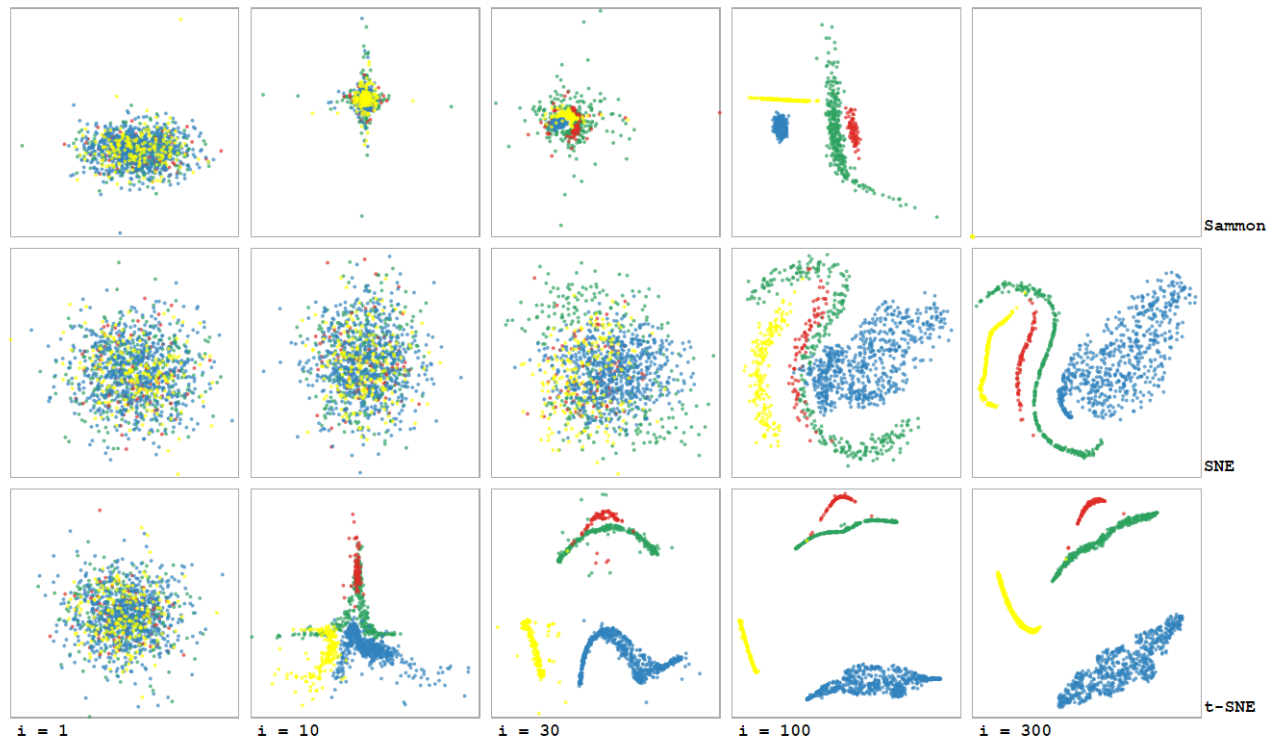 Sammon
SNE
t-SNE
i = 1
i = 10
i = 30
i = 100
i = 300